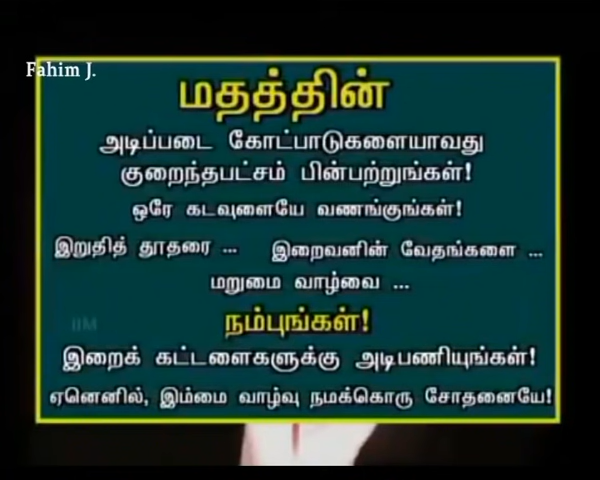 Fahim J.
மதத்தின்
அடிப்படை கோட்பாடுகளையாவது
குறைந்தபட்சம் பின்பற்றுங்கள்!
ஒரே கடவுளையே வணங்குங்கள்!
இறுதித் தூதரை ... இறைவனின் வேதங்களை ...
மறுமை வாழ்வை ...
IIM
நம்புங்கள்!
இறைக் கட்டளைகளுக்கு அடிபணியுங்கள்!
ஏனெனில், இம்மை வாழ்வு நமக்கொரு சோதனையே!